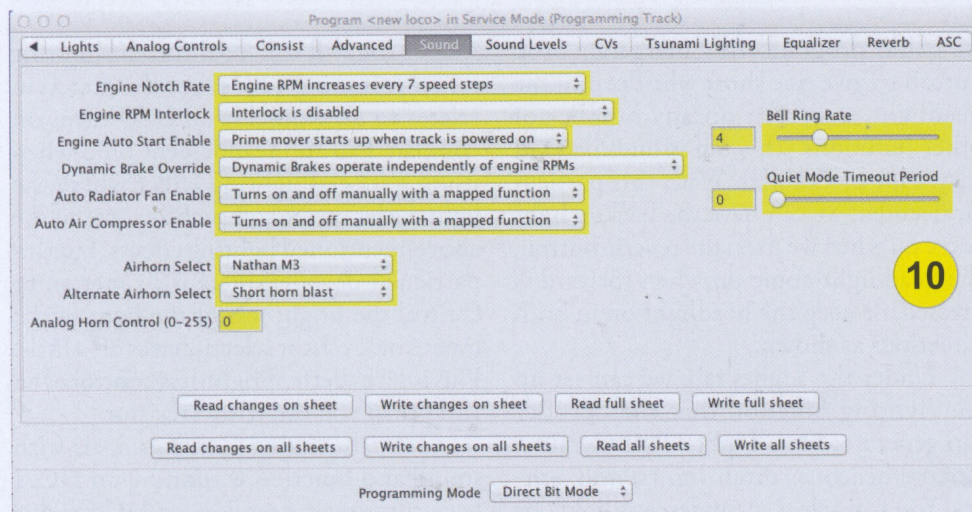 Program <new loco> in Service Mode (Programming Track)
Lights Analog Controls Consist Advanced Sound Sound Levels CVs Tsunami Lighting Equalizer Reverb ASC
Engine Notch Rate Engine RPM increases every 7 speed steps
Engine RPM Interlock Interlock is disabled
Engine Auto Start Enable Prime mover starts up when track is powered on
Dynamic Brake Override Dynamic Brakes operate independently of engine RPMs
Auto Radiator Fan Enable Turns on and off manually with a mapped function
Auto Air Compressor Enable Turns on and off manually with a mapped function
Bell Ring Rate
4
Quiet Mode Timeout Period
0
Airhorn Select Nathan M3
Alternate Airhorn Select Short horn blast
Analog Horn Control (0-255) 0
10
Read changes on sheet Write changes on sheet Read full sheet Write full sheet
Read changes on all sheets Write changes on all sheets Read all sheets Write all sheets
Programming Mode Direct Bit Mode